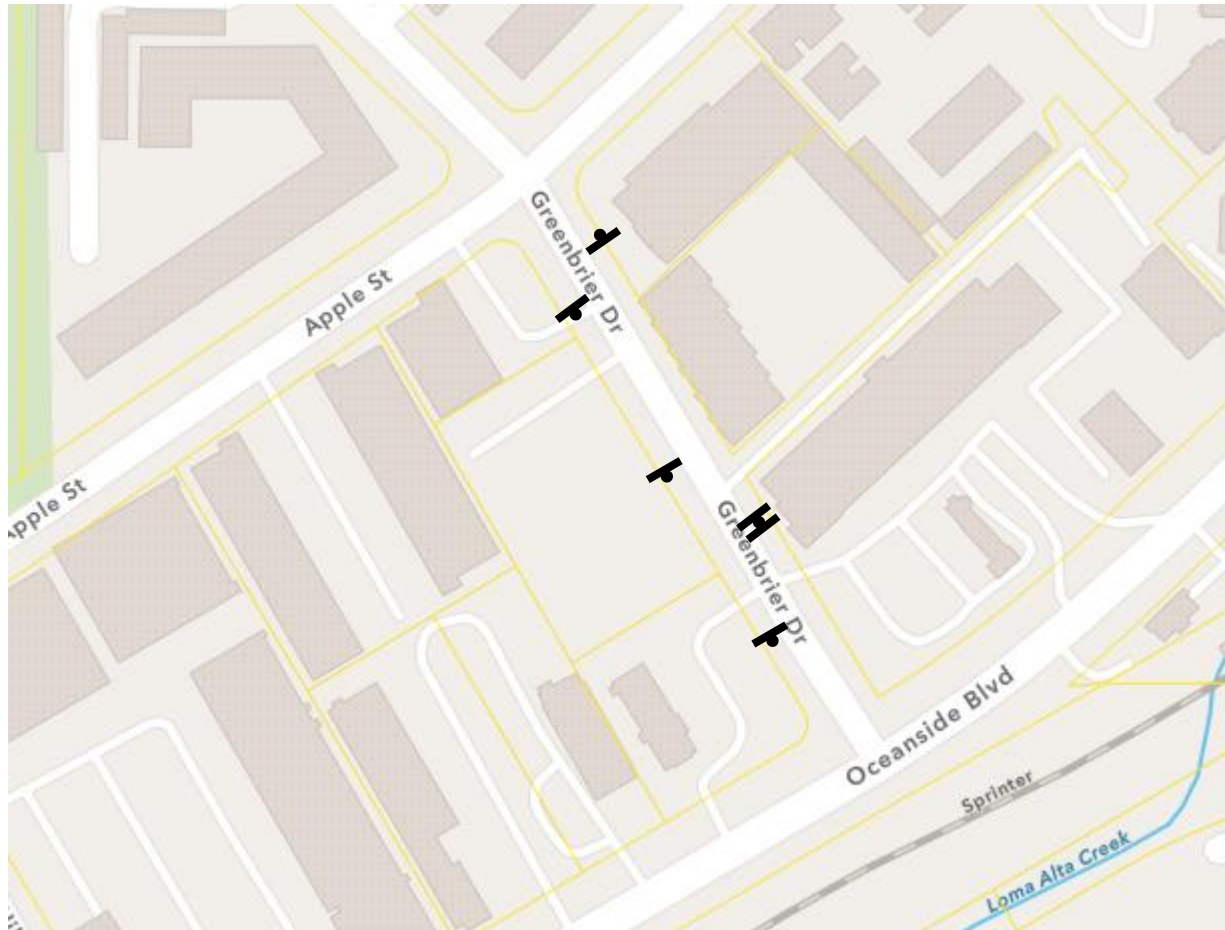 Greenbrier Dr
Apple St
Apple St
Greenbrier Dr
Oceanside Blvd
Sprinter
Loma Alta Creek